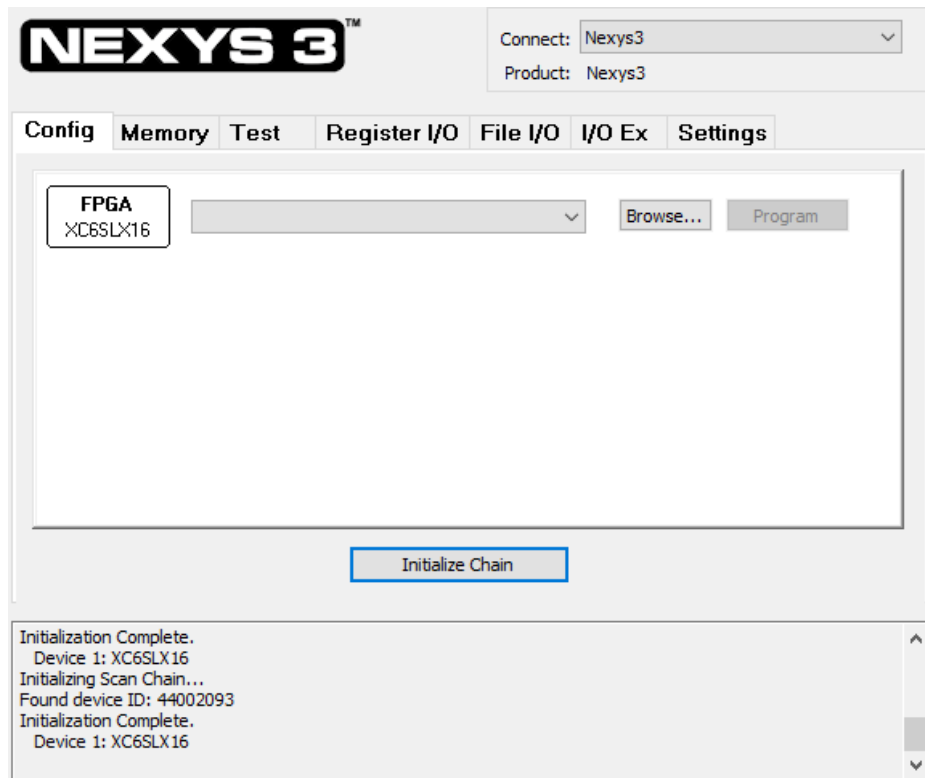 NEXYS 3™
Connect: Nexys3
Product: Nexys3
Config Memory Test Register I/O File I/O I/O Ex Settings
FPGA
XC6SLX16
Browse... Program
Initialize Chain
Initialization Complete.
Device 1: XC6SLX16
Initializing Scan Chain...
Found device ID: 44002093
Initialization Complete.
Device 1: XC6SLX16